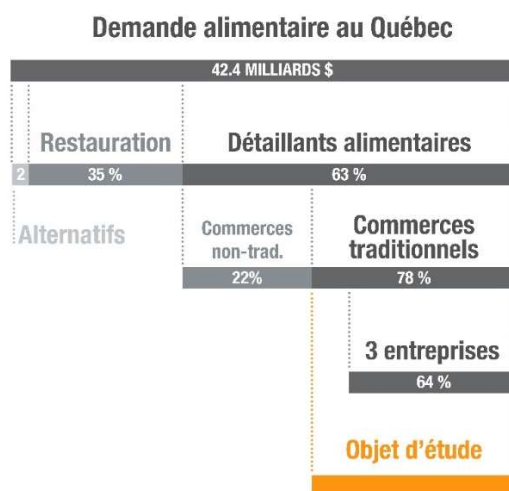 Demande alimentaire au Québec
42.4 MILLIARDS $
Restauration
Détaillants alimentaires
2
35 %
63 %
Alternatifs
Commerces
non-trad.
Commerces
traditionnels
22%
78 %
3 entreprises
64 %
Objet d'étude